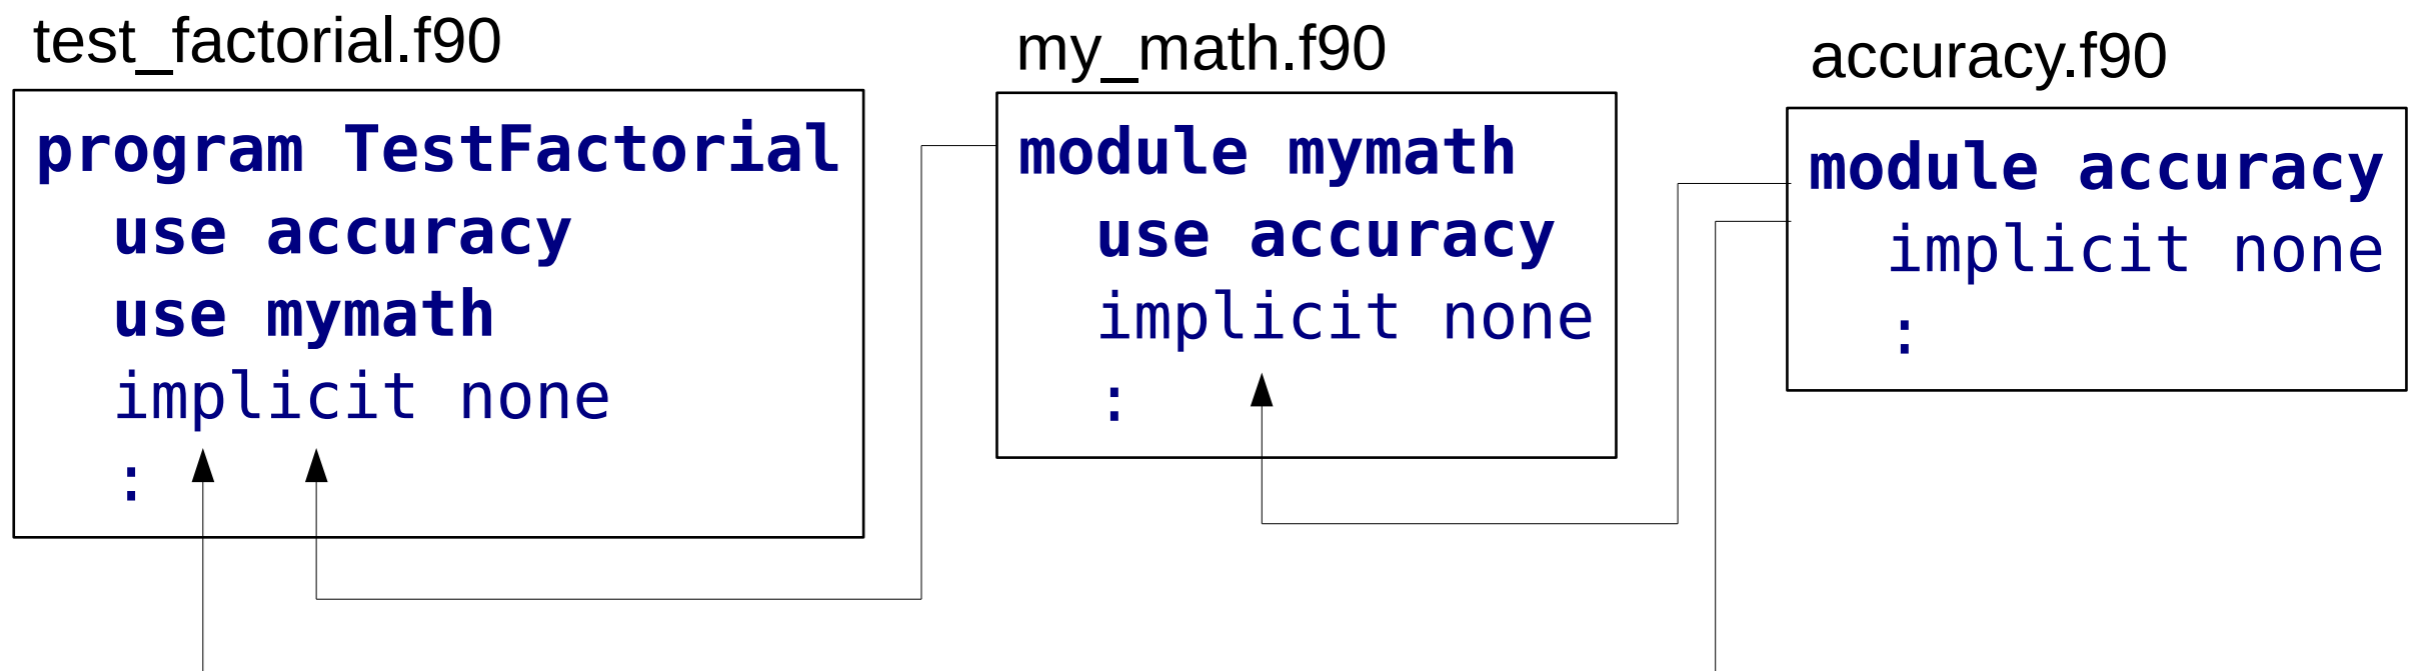 test_factorial.f90
program TestFactorial
use accuracy
use mymath
implicit none
:
my_math.f90
module mymath
use accuracy
implicit none
:
accuracy.f90
module accuracy
implicit none
: